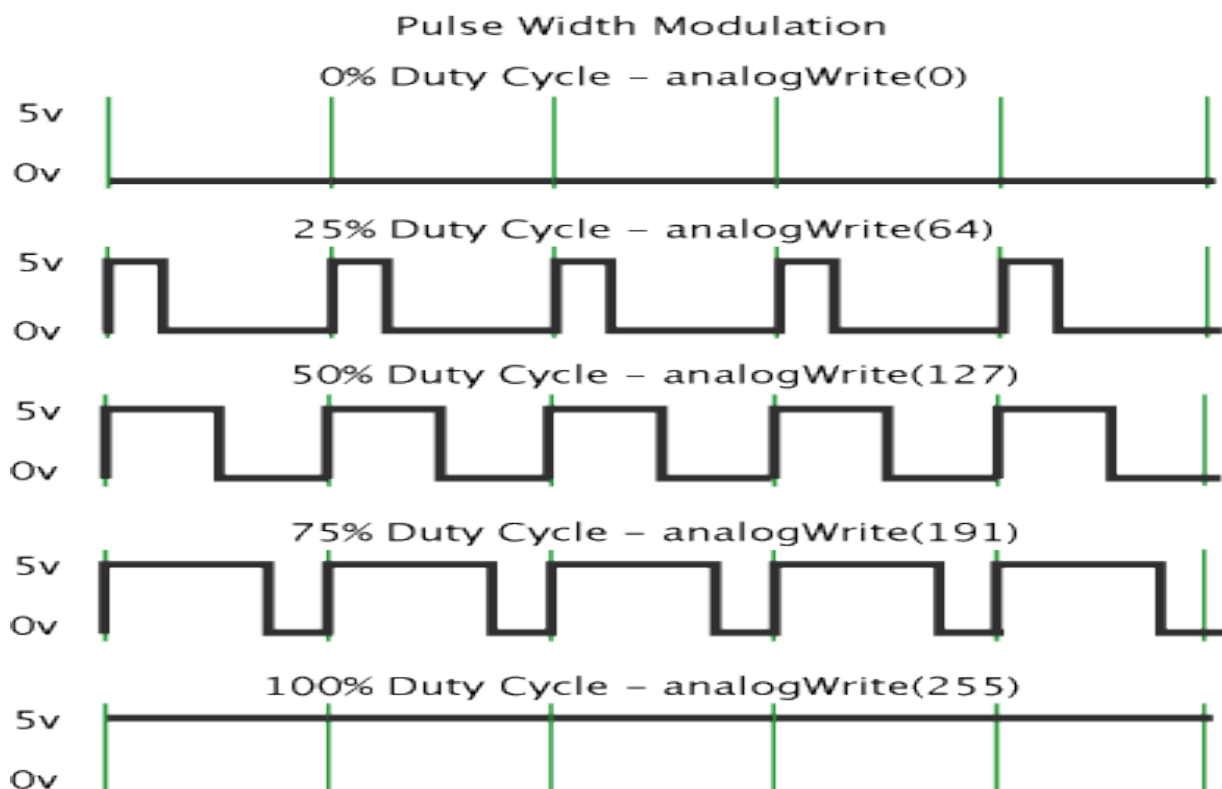 Pulse Width Modulation
0% Duty Cycle – analogWrite(0)
5v
0v
25% Duty Cycle – analogWrite(64)
5v
0v
50% Duty Cycle – analogWrite(127)
5v
0v
75% Duty Cycle – analogWrite(191)
5v
0v
100% Duty Cycle – analogWrite(255)
5v
0v